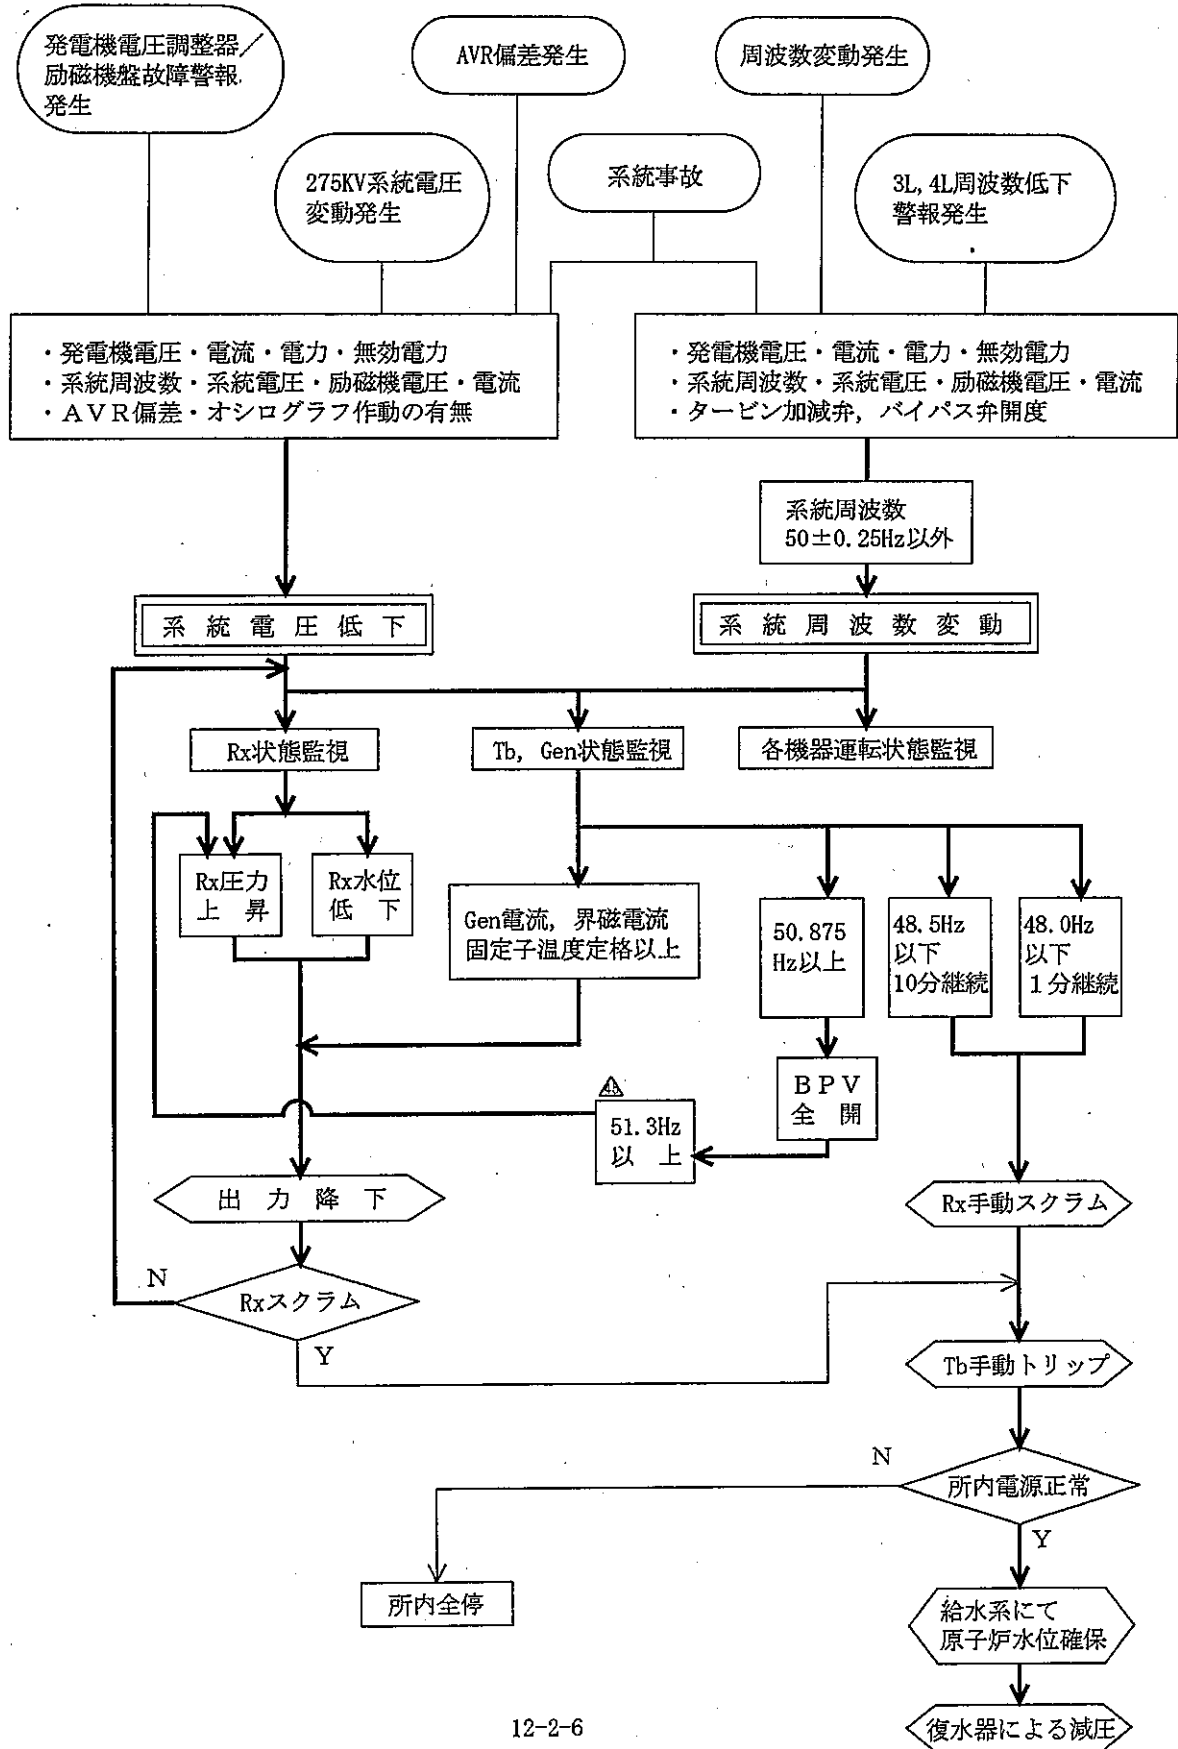 発電機電圧調整器／
励磁機盤故障警報
発生
AVR偏差発生
周波数変動発生
275KV系統電圧
変動発生
系統事故
3L, 4L周波数低下
警報発生
・発電機電圧・電流・電力・無効電力
・系統周波数・系統電圧・励磁機電圧・電流
・ＡＶＲ偏差・オシログラフ作動の有無
・発電機電圧・電流・電力・無効電力
・系統周波数・系統電圧・励磁機電圧・電流
・タービン加減弁, バイパス弁開度
系統周波数
50±0.25Hz以外
系統電圧低下
系統周波数変動
Rx状態監視
Tb, Gen状態監視
各機器運転状態監視
Rx圧力
上昇
Rx水位
低下
Gen電流, 界磁電流
固定子温度定格以上
50.875
Hz以上
48.5Hz
以下
10分継続
48.0Hz
以下
１分継続
ＢＰＶ
全開
45
51.3Hz
以上
出力降下
Rx手動スクラム
N
Rxスクラム
Y
Tb手動トリップ
N
所内電源正常
Y
所内全停
給水系にて
原子炉水位確保
復水器による減圧
12-2-6